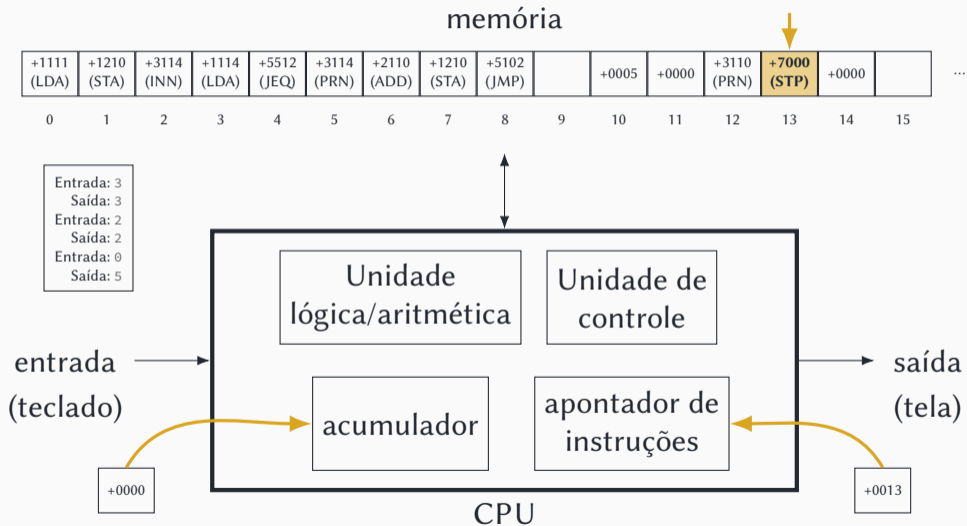 memória
+1111 +1210 +3114 +1114 +5512 +3114 +2110 +1210 +5102 +0005 +0000 +3110 +7000 +0000 ...
(LDA) (STA) (INN) (LDA) (JEQ) (PRN) (ADD) (STA) (JMP) (PRN) (STP)
0 1 2 3 4 5 6 7 8 9 10 11 12 13 14 15
Entrada: 3
Saída: 3
Entrada: 2
Saída: 2
Entrada: 0
Saída: 5
Unidade
lógica/aritmética
Unidade de
controle
entrada
(teclado)
saída
(tela)
acumulador
apontador de
instruções
+0000
+0013
CPU